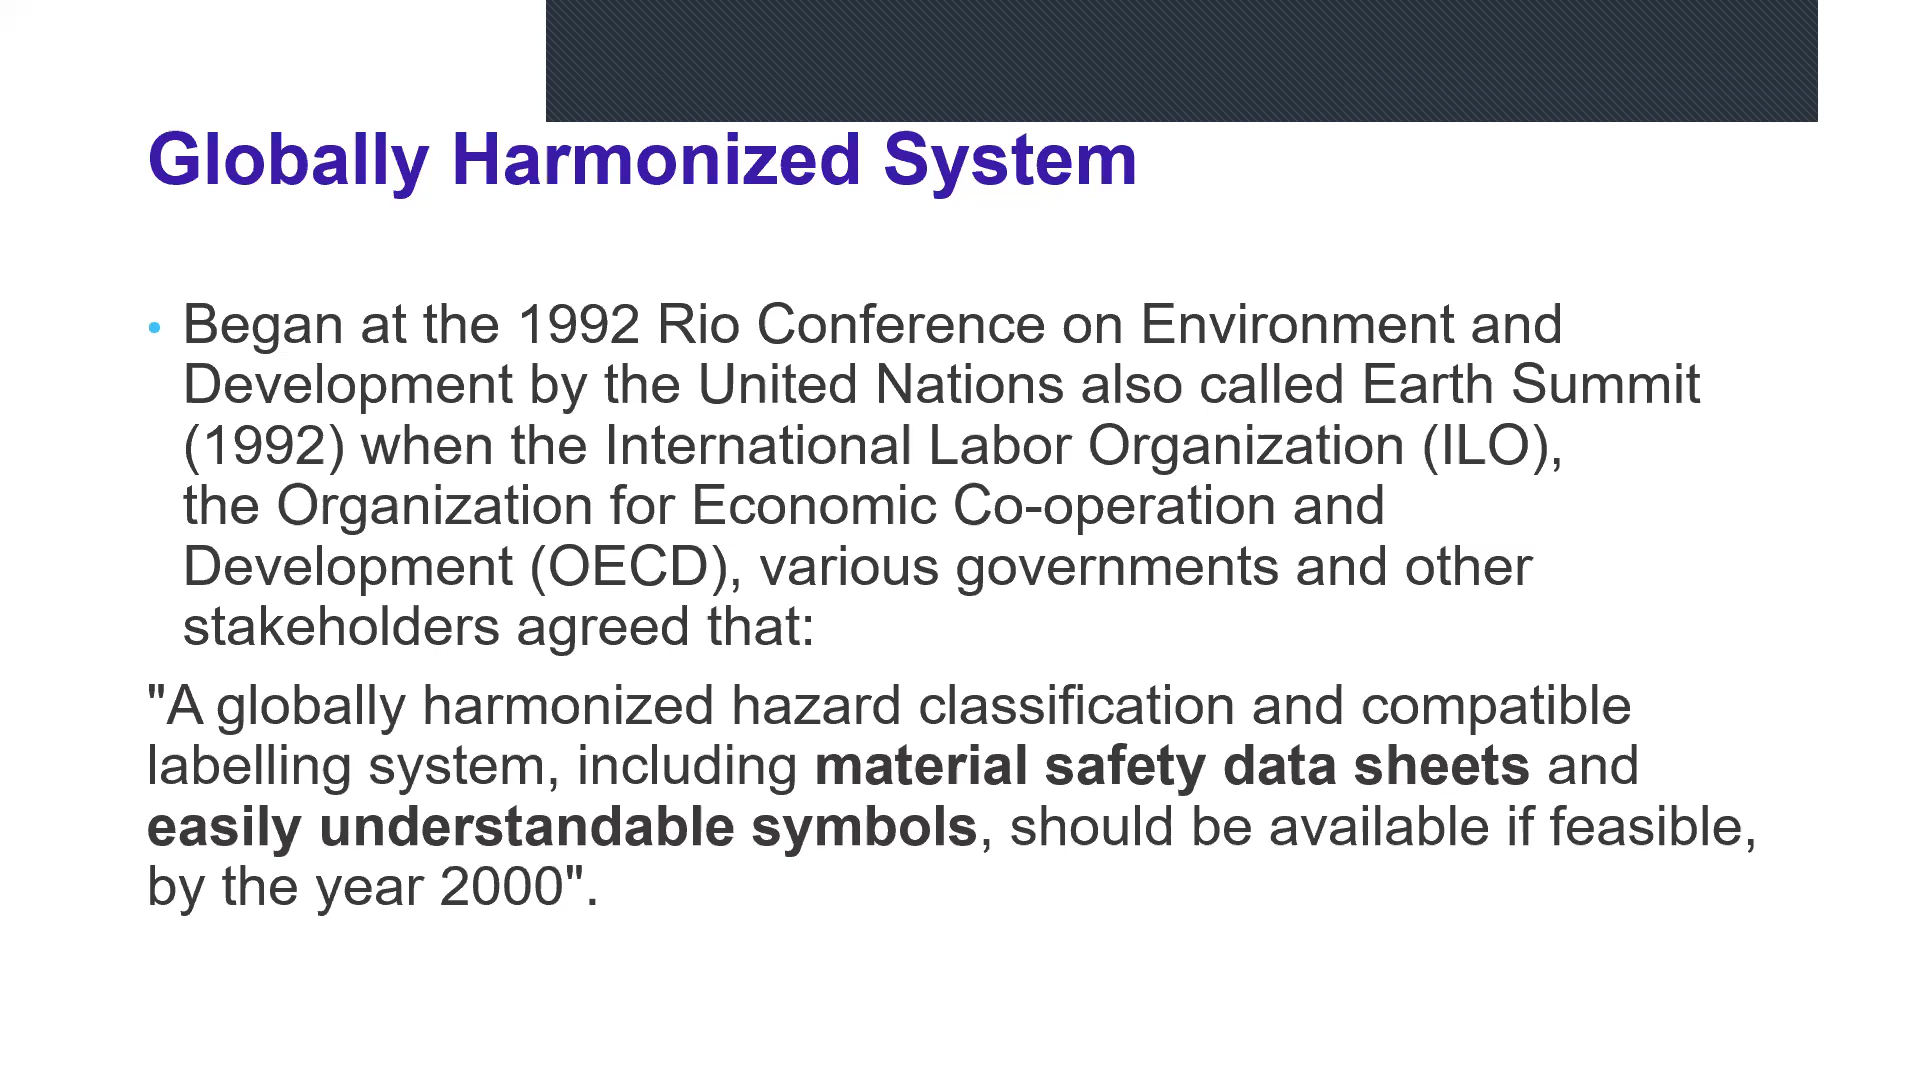 Globally Harmonized System
• Began at the 1992 Rio Conference on Environment and
Development by the United Nations also called Earth Summit
(1992) when the International Labor Organization (ILO),
the Organization for Economic Co-operation and
Development (OECD), various governments and other
stakeholders agreed that:
"A globally harmonized hazard classification and compatible
labelling system, including material safety data sheets and
easily understandable symbols, should be available if feasible,
by the year 2000".